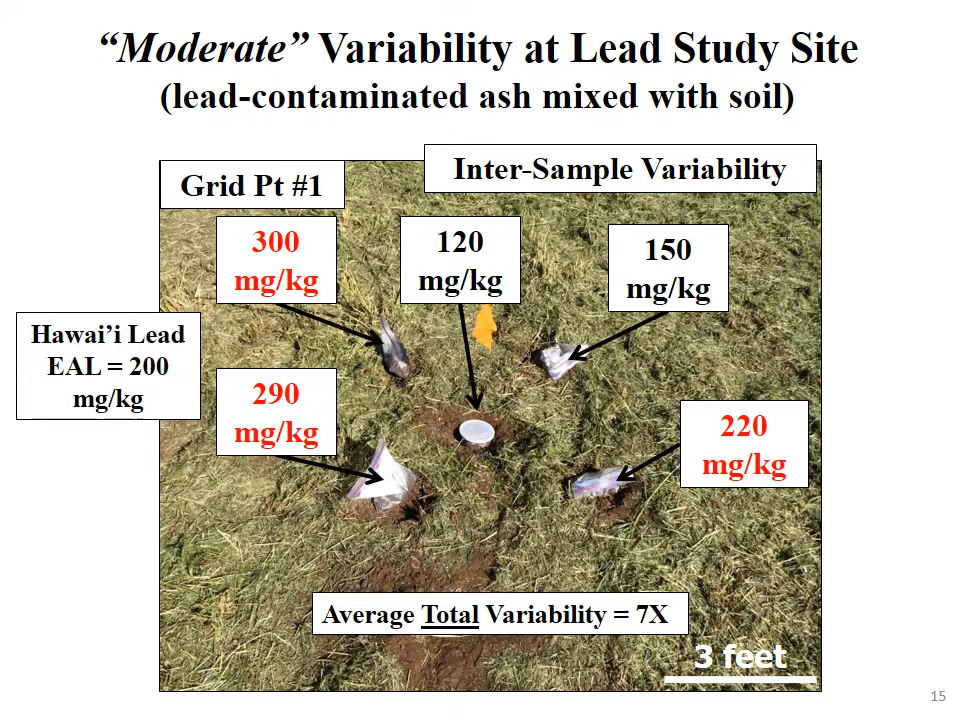 “Moderate” Variability at Lead Study Site
(lead-contaminated ash mixed with soil)
Grid Pt #1
Inter-Sample Variability
300
mg/kg
120
mg/kg
150
mg/kg
Hawai’i Lead
EAL = 200
mg/kg
290
mg/kg
220
mg/kg
Average Total Variability = 7X
3 feet
15